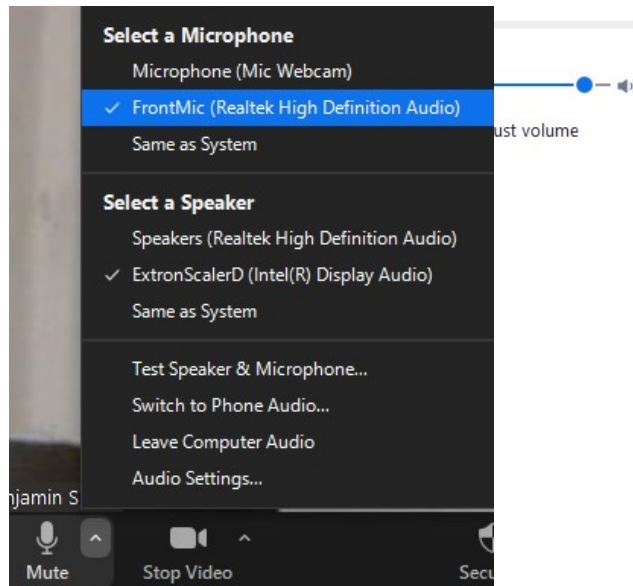 Select a Microphone
Microphone (Mic Webcam)
FrontMic (Realtek High Definition Audio)
Same as System
ust volume
Select a Speaker
Speakers (Realtek High Definition Audio)
ExtronScalerD (Intel(R) Display Audio)
Same as System
Test Speaker & Microphone...
Switch to Phone Audio...
Leave Computer Audio
Audio Settings...
njamin S
Mute
Stop Video
Secu